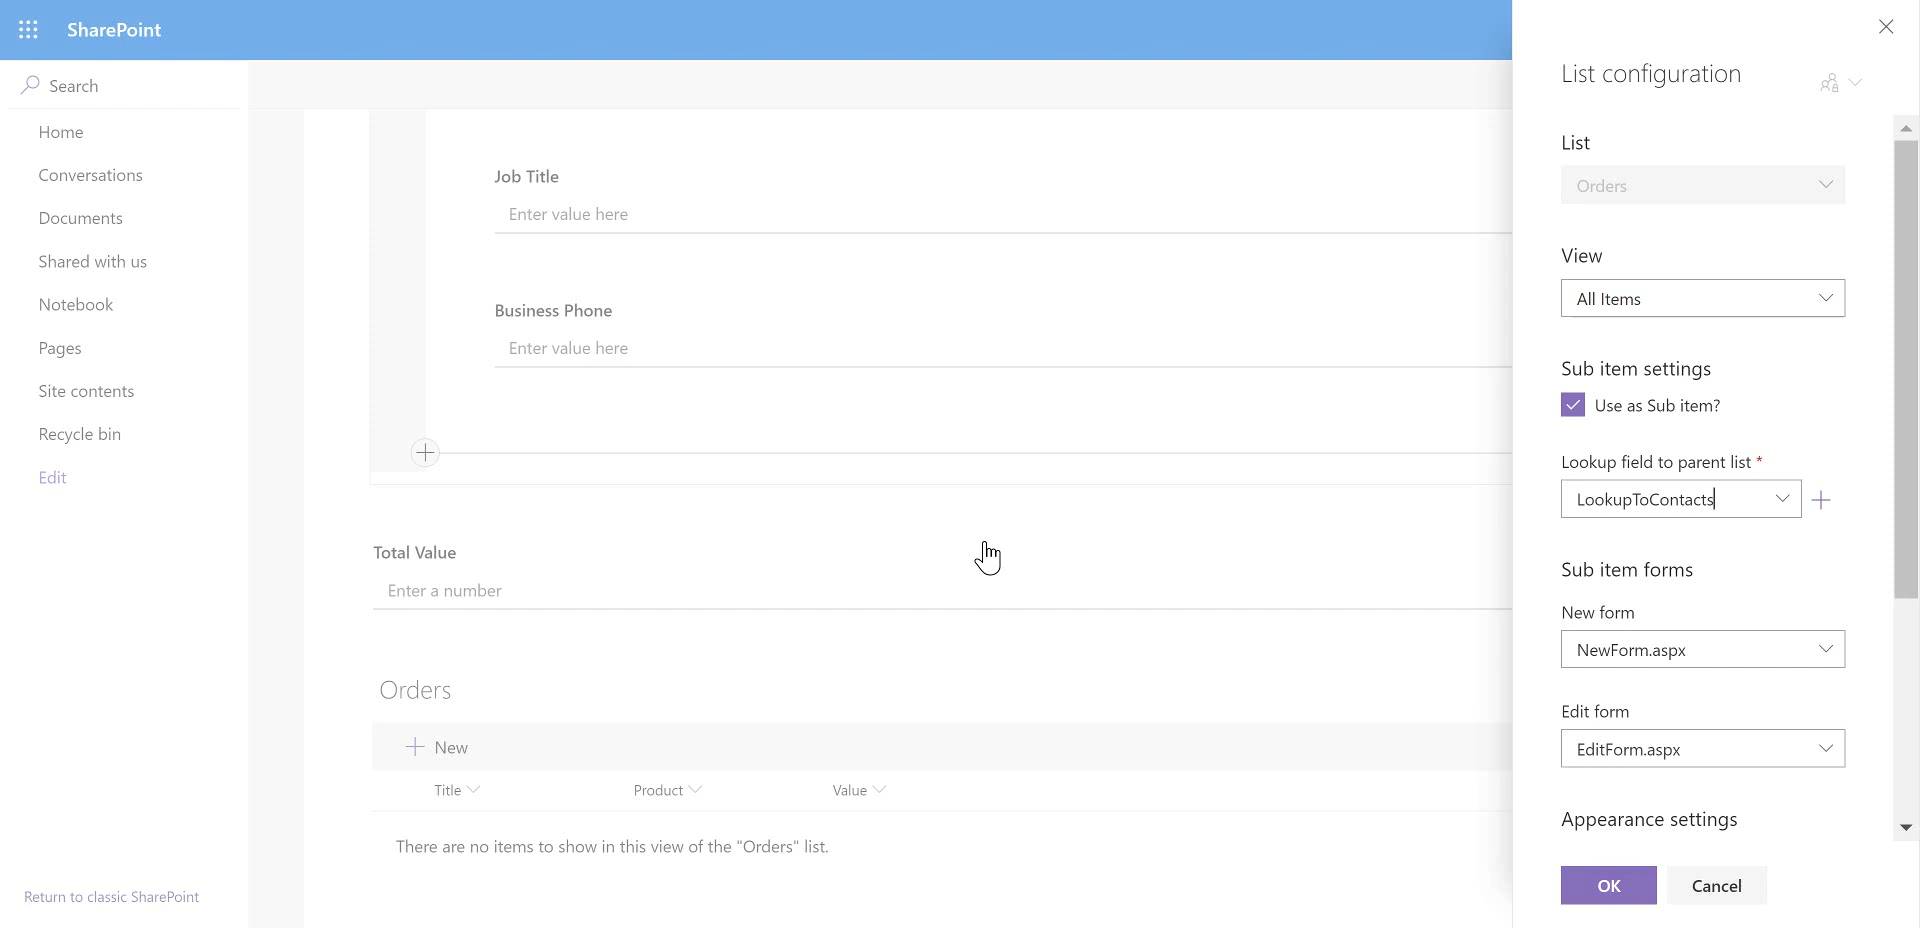 SharePoint
Search
Home
Conversations
Documents
Shared with us
Notebook
Pages
Site contents
Recycle bin
Edit
Return to classic SharePoint
Job Title
Enter value here
Business Phone
Enter value here
Total Value
Enter a number
Orders
New
Title Product Value
There are no items to show in this view of the "Orders" list.
List configuration
List
Orders
View
All Items
Sub item settings
Use as Sub item?
Lookup field to parent list *
LookupToContacts
Sub item forms
New form
NewForm.aspx
Edit form
EditForm.aspx
Appearance settings
OK Cancel